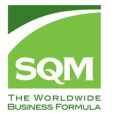 SQM
THE WORLDWIDE
BUSINESS FORMULA